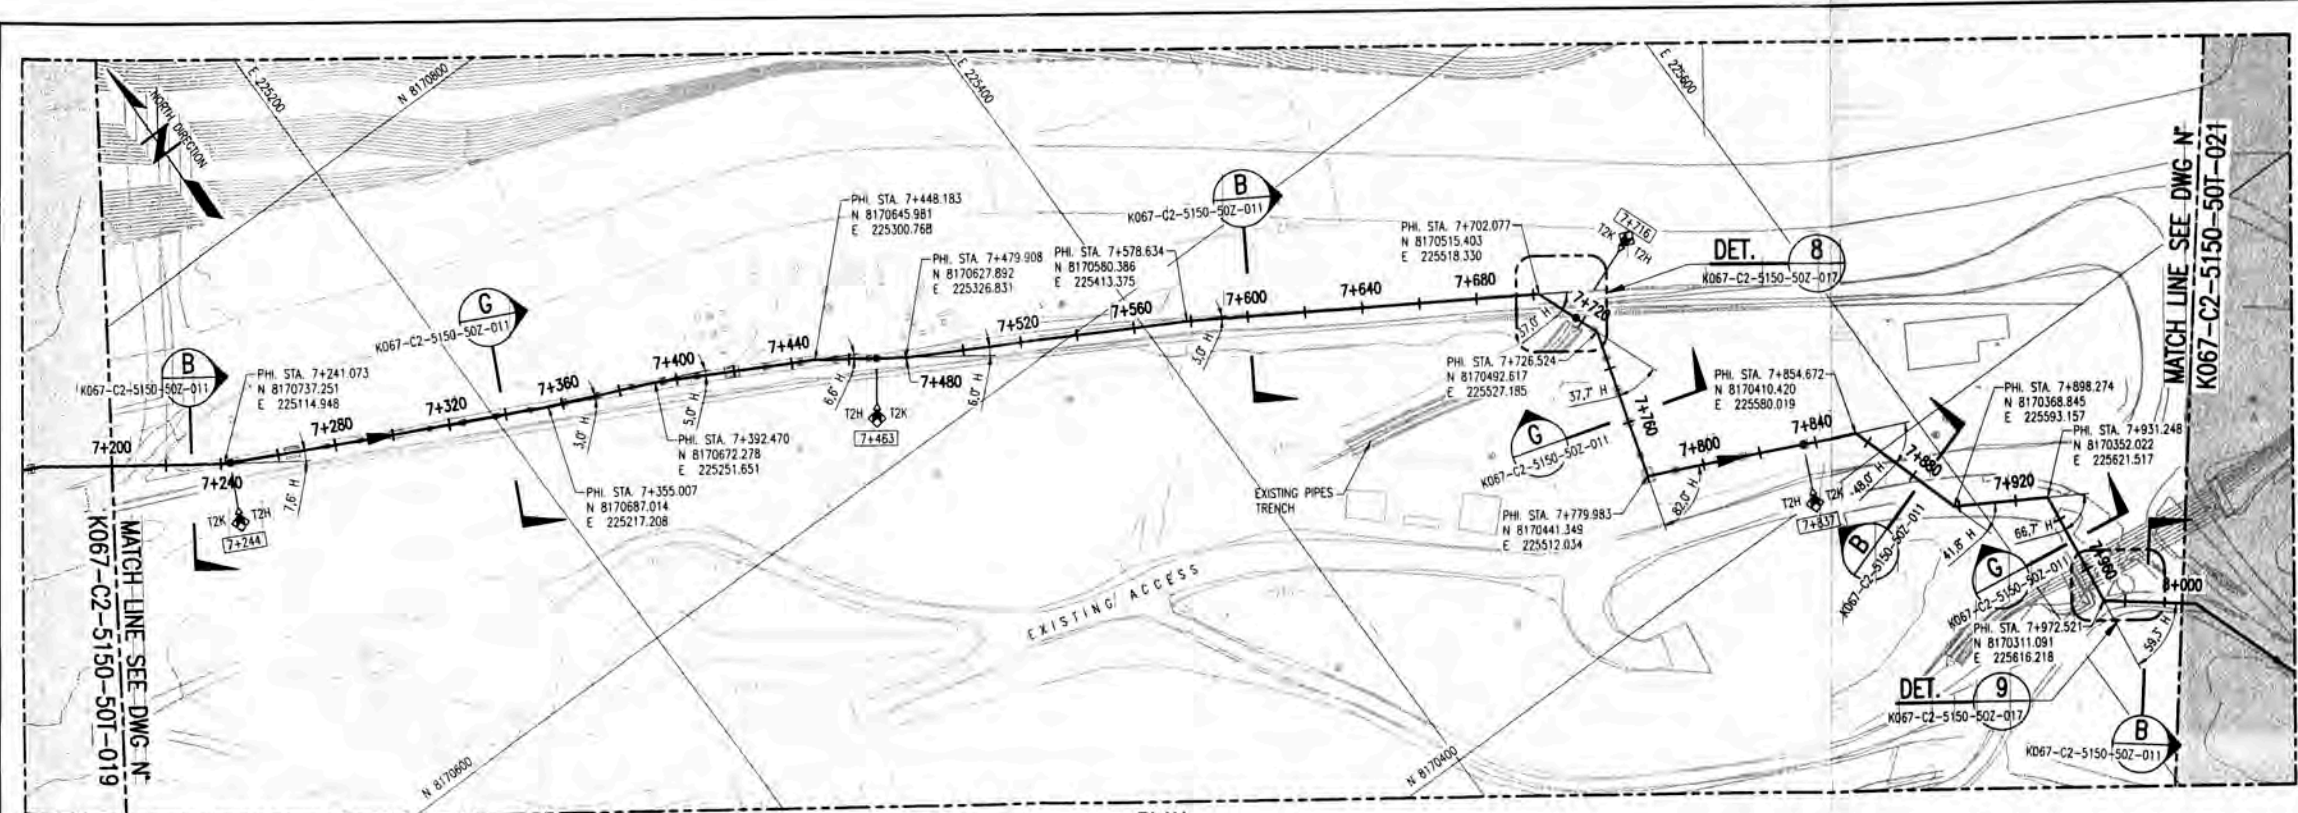 E 225200
N 8170800
E 225400
E 225600
NORTH DIRECTION
N
MATCH LINE SEE DWG N°
K067-C2-5150-50T-021
PHI. STA. 7+448.183
N 8170645.981
E 225300.768
B
K067-C2-5150-50Z-011
PHI. STA. 7+702.077
N 8170515.403
E 225518.330
7+716
T2K
T2H
DET. 8
K067-C2-5150-50Z-017
PHI. STA. 7+479.908
N 8170627.892
E 225326.831
PHI. STA. 7+578.634
N 8170580.386
E 225413.375
G
K067-C2-5150-50Z-011
B
K067-C2-5150-50Z-011
PHI. STA. 7+241.073
N 8170737.251
E 225114.948
7+200
7+240
7+280
7+320
7+360
7+400
7+440
7+480
7+520
7+560
7+600
7+640
7+680
7+720
7+760
7+800
7+840
7+880
7+920
7+960
8+000
7,6° H
3,0° H
5,0° H
6,6° H
6,0° H
3,0° H
37,0° H
37,7° H
82,0° H
48,0° H
41,8° H
66,7° H
59,3° H
T2K
T2H
7+244
PHI. STA. 7+355.007
N 8170687.014
E 225217.208
PHI. STA. 7+392.470
N 8170672.278
E 225251.651
T2H
T2K
7+463
PHI. STA. 7+726.524
N 8170492.617
E 225527.185
PHI. STA. 7+854.672
N 8170410.420
E 225580.019
PHI. STA. 7+898.274
N 8170368.845
E 225593.157
PHI. STA. 7+931.248
N 8170352.022
E 225621.517
G
K067-C2-5150-50Z-011
EXISTING PIPES
TRENCH
PHI. STA. 7+779.983
N 8170441.349
E 225512.034
T2H
T2K
7+837
B
K067-C2-5150-50Z-011
G
K067-C2-5150-50Z-011
PHI. STA. 7+972.521
N 8170311.091
E 225616.218
EXISTING ACCESS
MATCH LINE SEE DWG N°
K067-C2-5150-50T-019
DET. 9
K067-C2-5150-50Z-017
B
K067-C2-5150-50Z-011
N 8170600
N 8170400